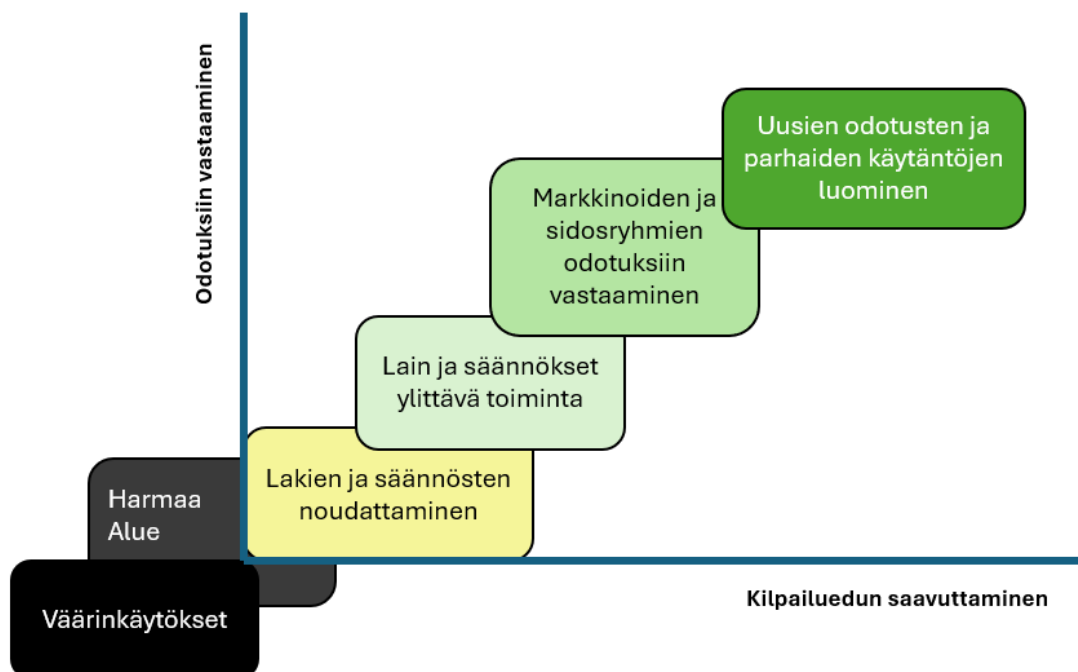 Odotuksiin vastaaminen
Uusien odotusten ja
parhaiden käytäntöjen
luominen
Markkinoiden ja
sidosryhmien
odotuksiin
vastaaminen
Lain ja säännökset
ylittävä toiminta
Lakien ja säännösten
noudattaminen
Harmaa
Alue
Väärinkäytökset
Kilpailuedun saavuttaminen